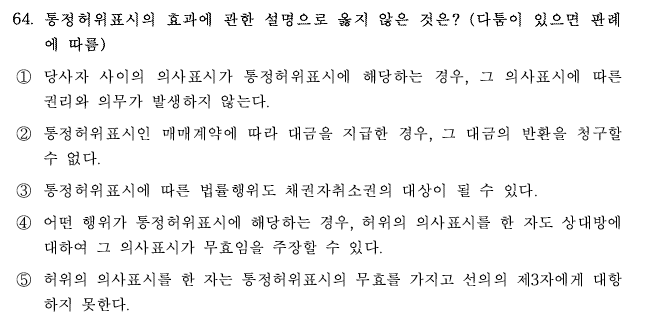 64. 통정허위표시의 효과에 관한 설명으로 옳지 않은 것은? (다툼이 있으면 판례
에 따름)
① 당사자 사이의 의사표시가 통정허위표시에 해당하는 경우, 그 의사표시에 따른
권리와 의무가 발생하지 않는다.
② 통정허위표시인 매매계약에 따라 대금을 지급한 경우, 그 대금의 반환을 청구할
수 없다.
③ 통정허위표시에 따른 법률행위도 채권자취소권의 대상이 될 수 있다.
④ 어떤 행위가 통정허위표시에 해당하는 경우, 허위의 의사표시를 한 자도 상대방에
대하여 그 의사표시가 무효임을 주장할 수 있다.
⑤ 허위의 의사표시를 한 자는 통정허위표시의 무효를 가지고 선의의 제3자에게 대항
하지 못한다.